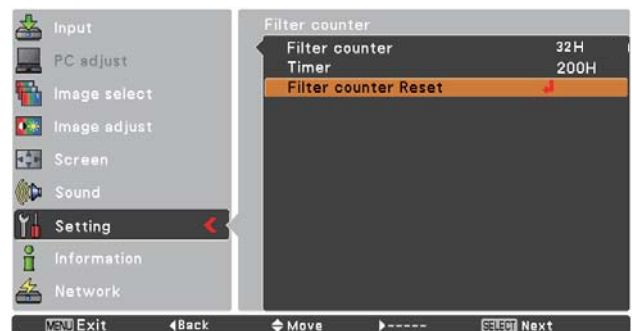 Input
PC adjust
Image select
Image adjust
Screen
Sound
Setting
Information
Network
Filter counter
Filter counter 32H
Timer 200H
Filter counter Reset
MENU Exit Back Move ----- SELECT Next